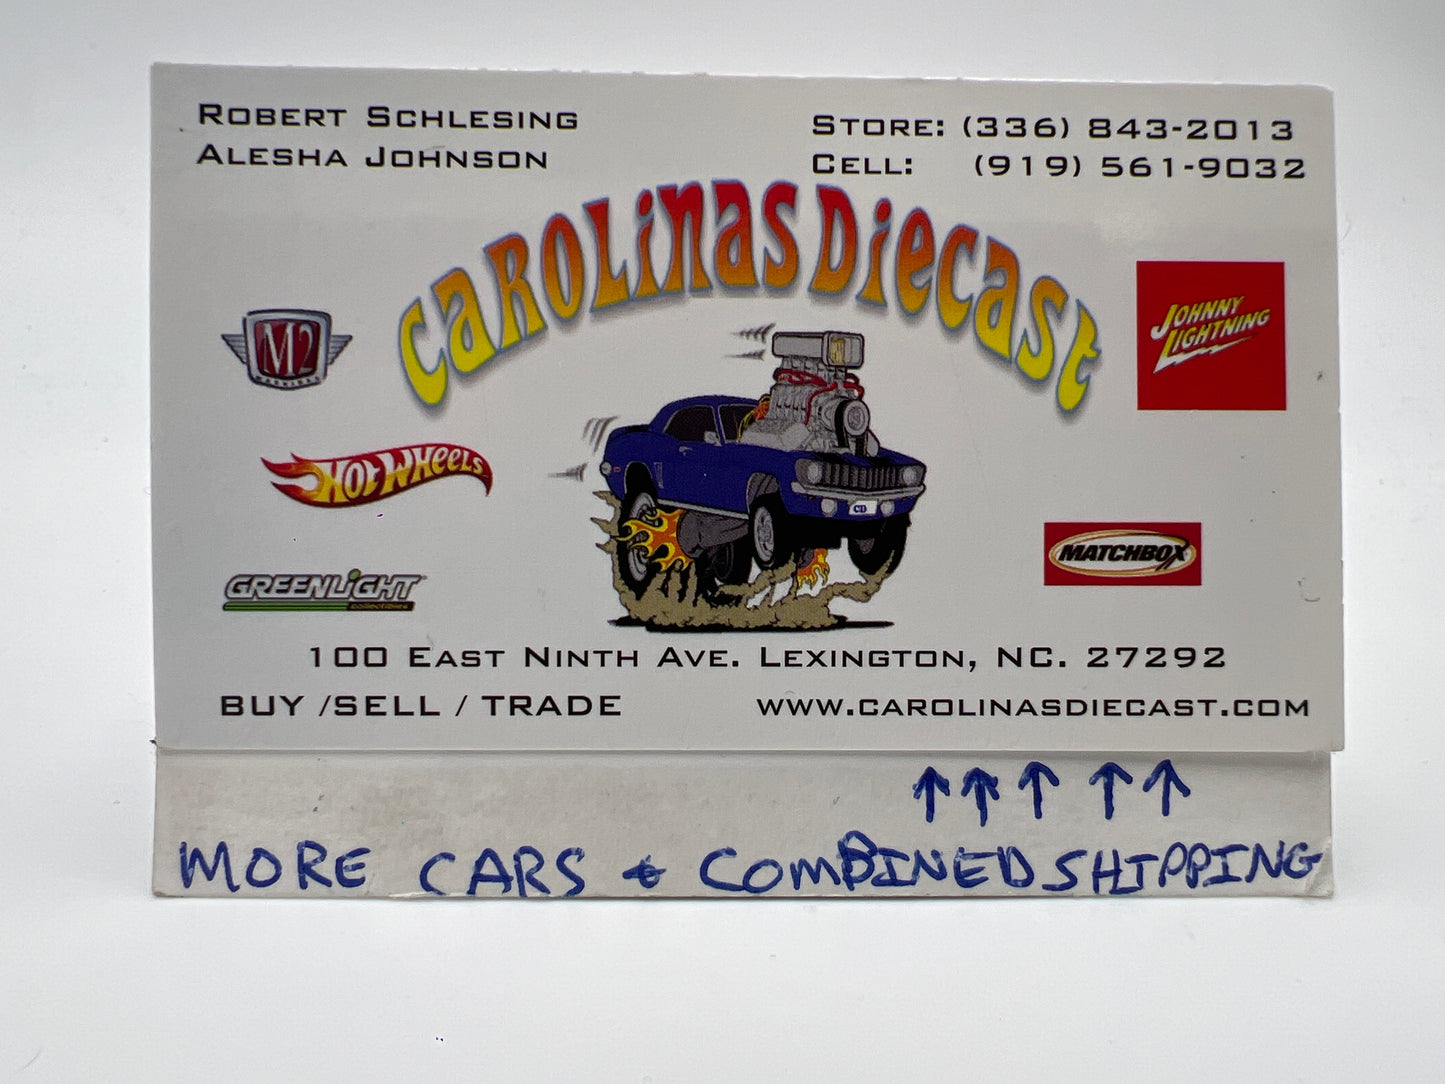 Robert Schlesing
Alesha Johnson
Store: (336) 843-2013
Cell: (919) 561-9032
Carolinas Diecast
M2
MACHINES
JOHNNY
LIGHTNING
HOT WHEELS
CD
MATCHBOX
GREENLIGHT
collectibles
100 East Ninth Ave. Lexington, NC. 27292
BUY /SELL / TRADE
www.carolinasdiecast.com
↑ ↑ ↑ ↑ ↑
MORE CARS & COMBINED SHIPPING